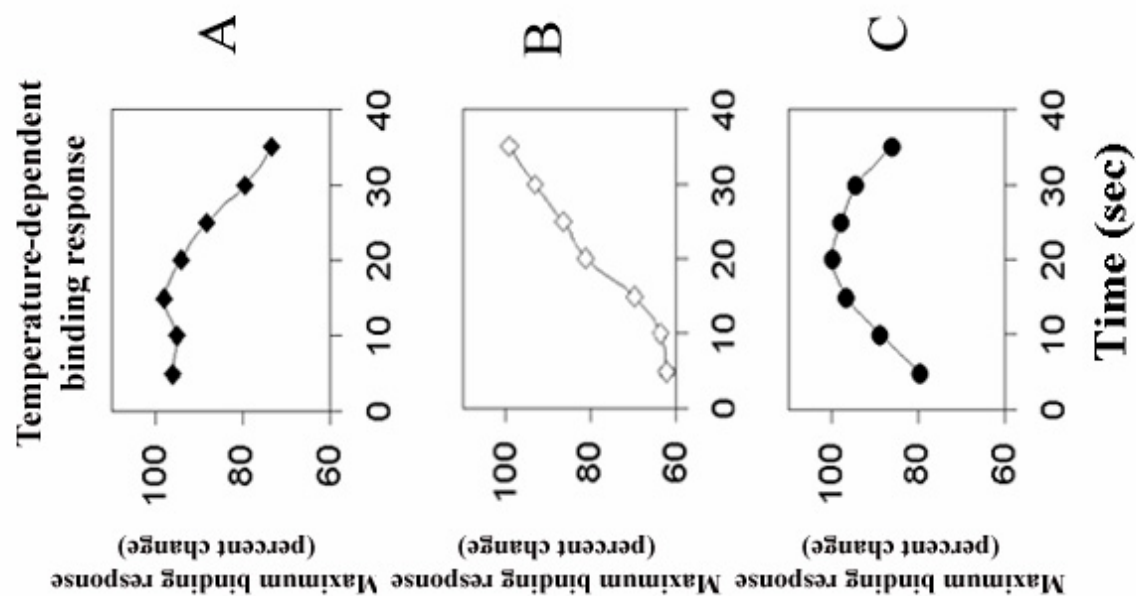 Temperature-dependent
binding response
A
Maximum binding response
(percent change)
100
80
60
0
10
20
30
40
B
Maximum binding response
(percent change)
100
80
60
0
10
20
30
40
C
Maximum binding response
(percent change)
100
80
60
0
10
20
30
40
Time (sec)